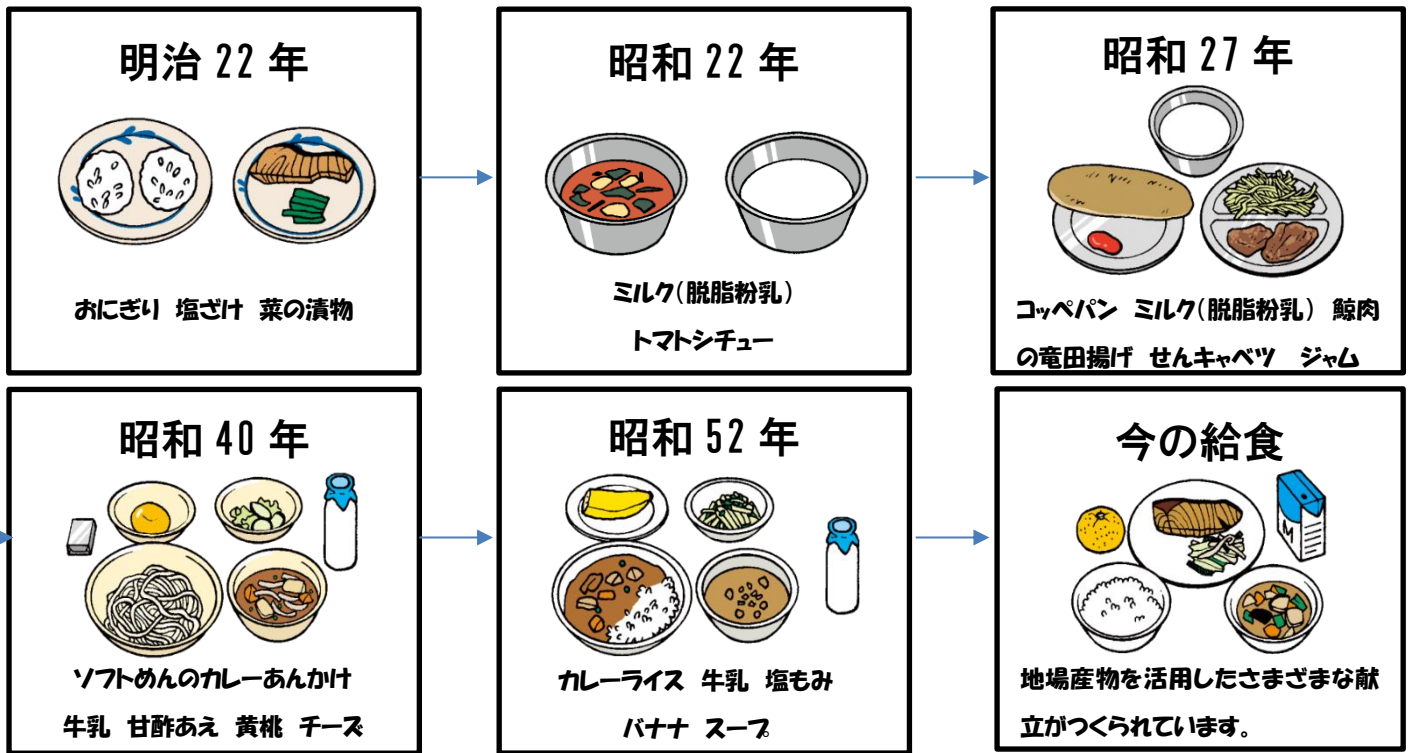 明治 22 年
おにぎり 塩ざけ 菜の漬物
昭和 22 年
ミルク(脱脂粉乳)
トマトシチュー
昭和 27 年
コッペパン ミルク(脱脂粉乳) 鯨肉
の竜田揚げ せんキャベツ ジャム
昭和 40 年
ソフトめんのカレーあんかけ
牛乳 甘酢あえ 黄桃 チーズ
昭和 52 年
カレーライス 牛乳 塩もみ
バナナ スープ
今の給食
M
地場産物を活用したさまざまな献
立がつくられています。